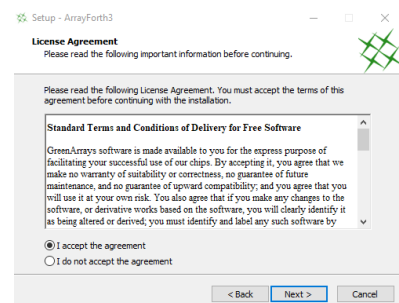 Setup - ArrayForth3
License Agreement
Please read the following important information before continuing.
Please read the following License Agreement. You must accept the terms of this
agreement before continuing with the installation.
Standard Terms and Conditions of Delivery for Free Software
GreenArrays software is made available to you for the express purpose of
facilitating your successful use of our chips. By accepting it, you agree that we
make no warranty of suitability or correctness, no guarantee of future
maintenance, and no guarantee of upward compatibility; and you agree that you
will use it at your own risk. You also agree that if you make any changes to the
software, or derivative works based on the software, you will clearly identify it
as being altered or derived; you must identify and label any such software by
I accept the agreement
I do not accept the agreement
< Back Next > Cancel